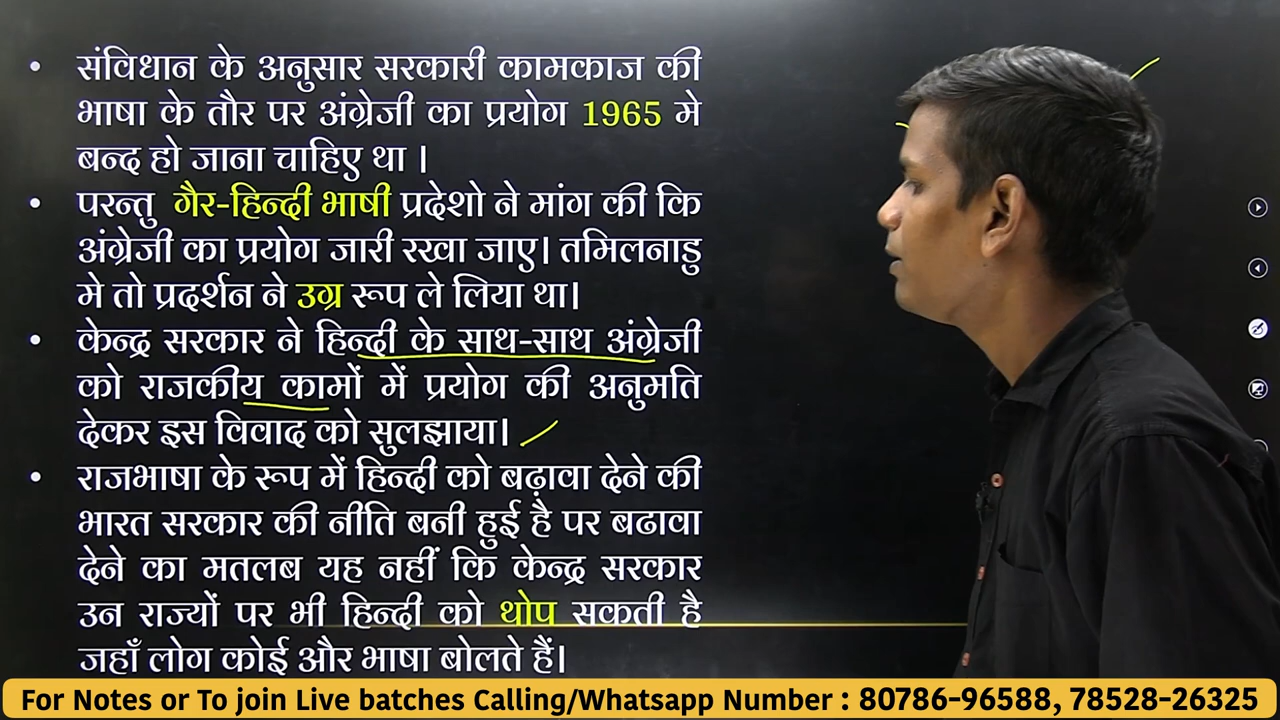 • संविधान के अनुसार सरकारी कामकाज की
भाषा के तौर पर अंग्रेजी का प्रयोग 1965 मे
बन्द हो जाना चाहिए था ।
• परन्तु गैर-हिन्दी भाषी प्रदेशो ने मांग की कि
अंग्रेजी का प्रयोग जारी रखा जाए। तमिलनाडु
मे तो प्रदर्शन ने उग्र रूप ले लिया था।
• केन्द्र सरकार ने हिन्दी के साथ-साथ अंग्रेजी
को राजकीय कामों में प्रयोग की अनुमति
देकर इस विवाद को सुलझाया।
• राजभाषा के रूप में हिन्दी को बढ़ावा देने की
भारत सरकार की नीति बनी हुई है पर बढावा
देने का मतलब यह नहीं कि केन्द्र सरकार
उन राज्यों पर भी हिन्दी को थोप सकती है
जहाँ लोग कोई और भाषा बोलते हैं।
For Notes or To join Live batches Calling/Whatsapp Number : 80786-96588, 78528-26325